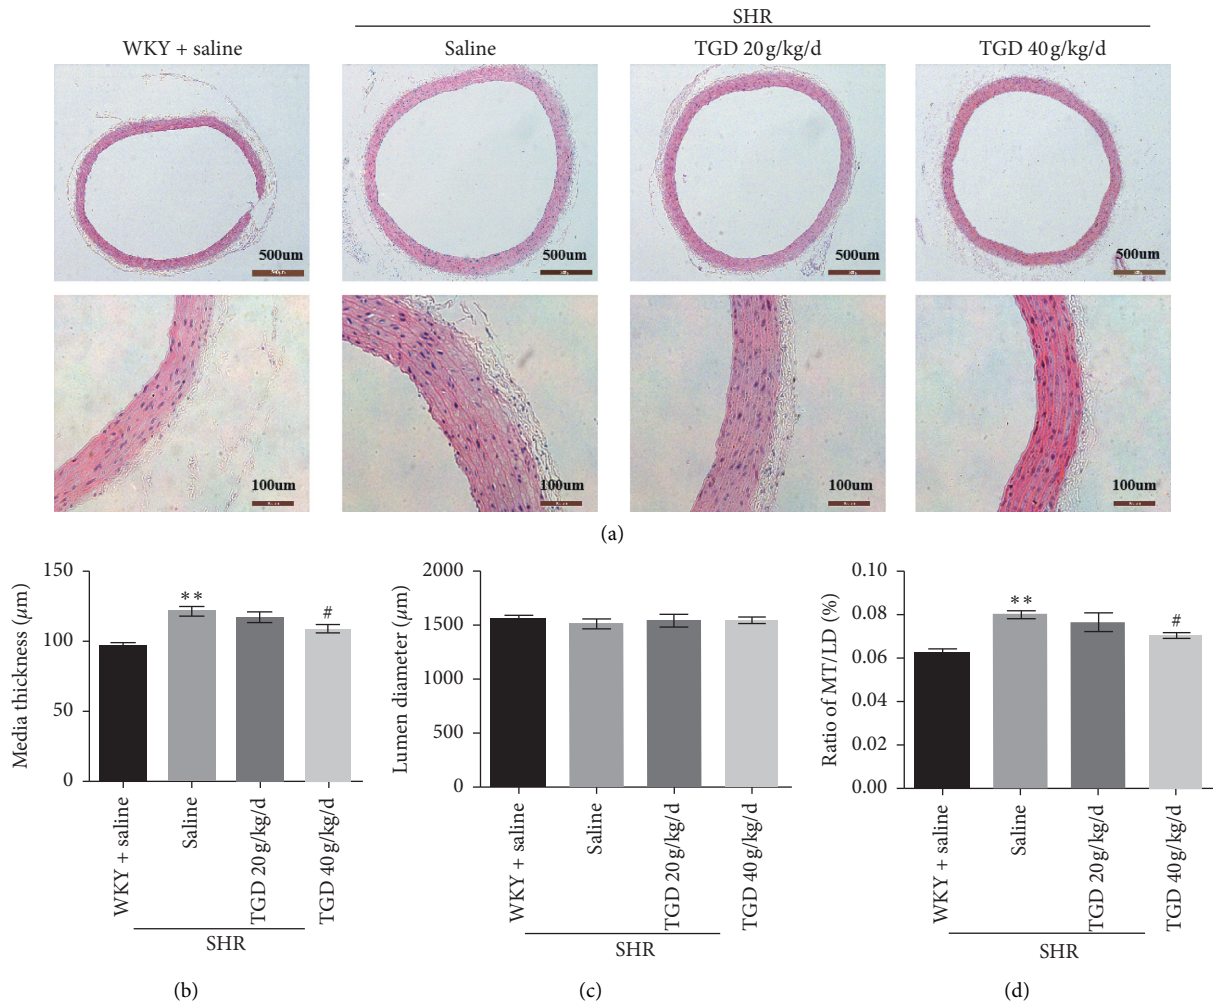 SHR
WKY + saline
Saline
TGD 20 g/kg/d
TGD 40 g/kg/d
500um
500um
500um
500um
100um
100um
100um
100um
(a)
Media thickness (μm)
150
100
50
0
**
#
WKY + saline
Saline
TGD 20 g/kg/d
TGD 40 g/kg/d
SHR
(b)
Lumen diameter (μm)
2000
1500
1000
500
0
WKY + saline
Saline
TGD 20 g/kg/d
TGD 40 g/kg/d
SHR
(c)
Ratio of MT/LD (%)
0.10
0.08
0.06
0.04
0.02
0.00
**
#
WKY + saline
Saline
TGD 20 g/kg/d
TGD 40 g/kg/d
SHR
(d)